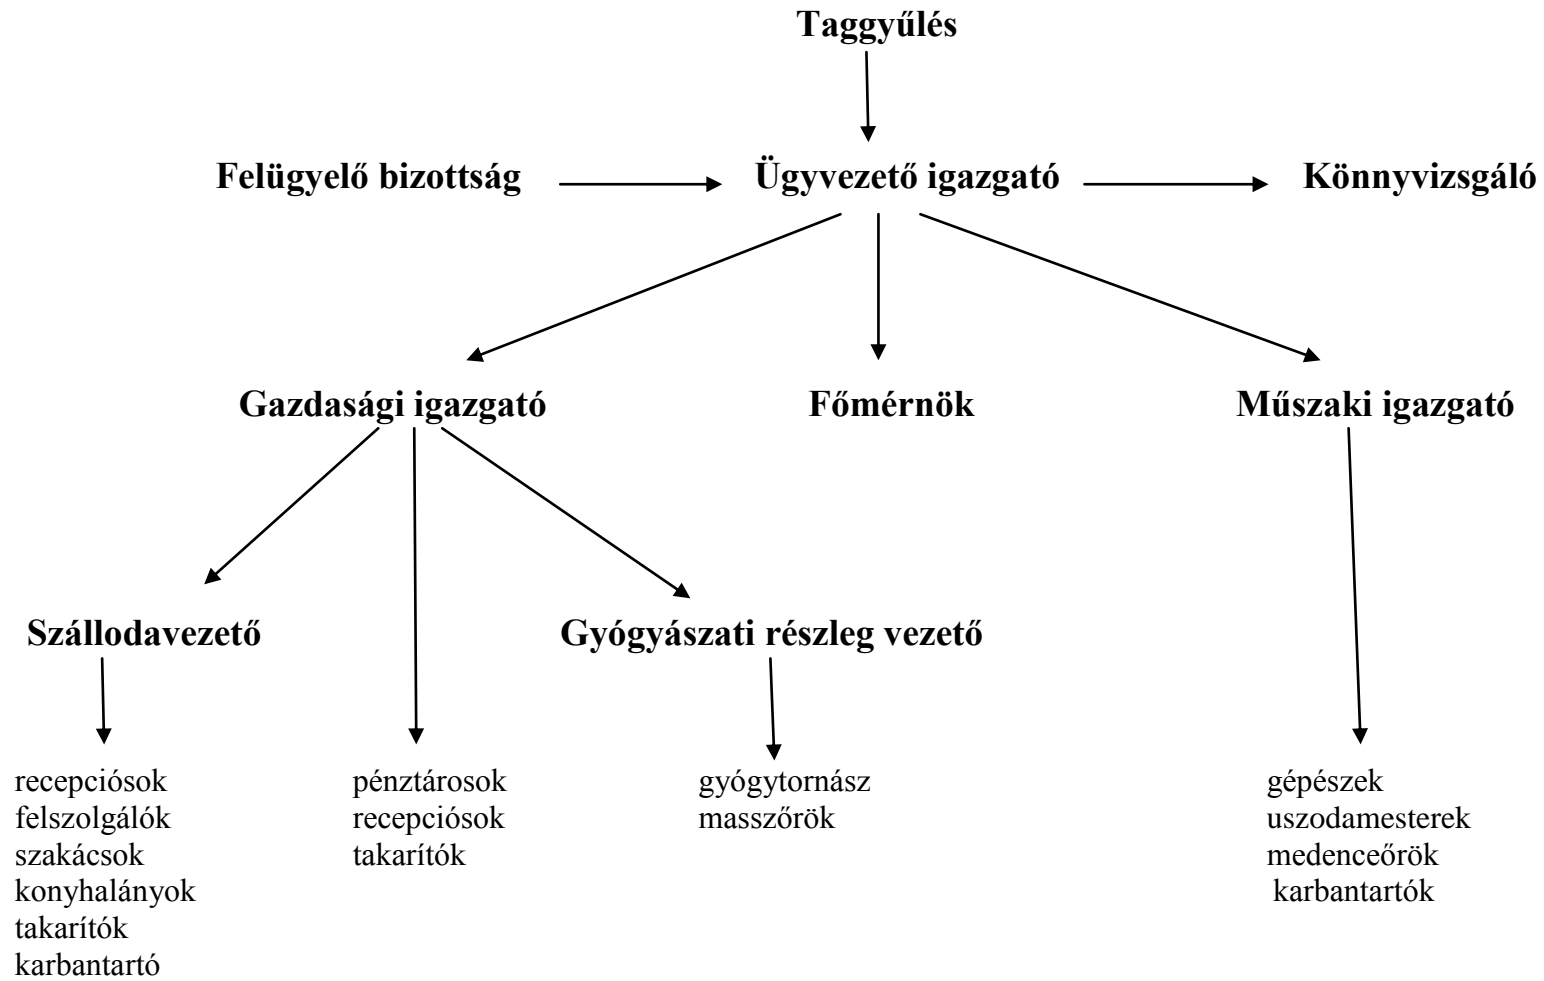 Taggyűlés
Felügyelő bizottság
Ügyvezető igazgató
Könnyvizsgáló
Gazdasági igazgató
Főmérnök
Műszaki igazgató
Szállodavezető
Gyógyászati részleg vezető
recepciósok
felszolgálók
szakácsok
konyhalányok
takarítók
karbantartó
pénztárosok
recepciósok
takarítók
gyógytornász
masszőrök
gépészek
uszodamesterek
medenceőrök
karbantartók